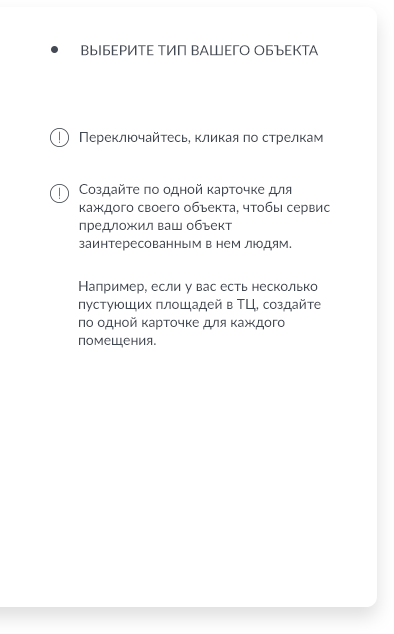 • ВЫБЕРИТЕ ТИП ВАШЕГО ОБЪЕКТА
! Переключайтесь, кликая по стрелкам
! Создайте по одной карточке для
каждого своего объекта, чтобы сервис
предложил ваш объект
заинтересованным в нем людям.
Например, если у вас есть несколько
пустующих площадей в ТЦ, создайте
по одной карточке для каждого
помещения.